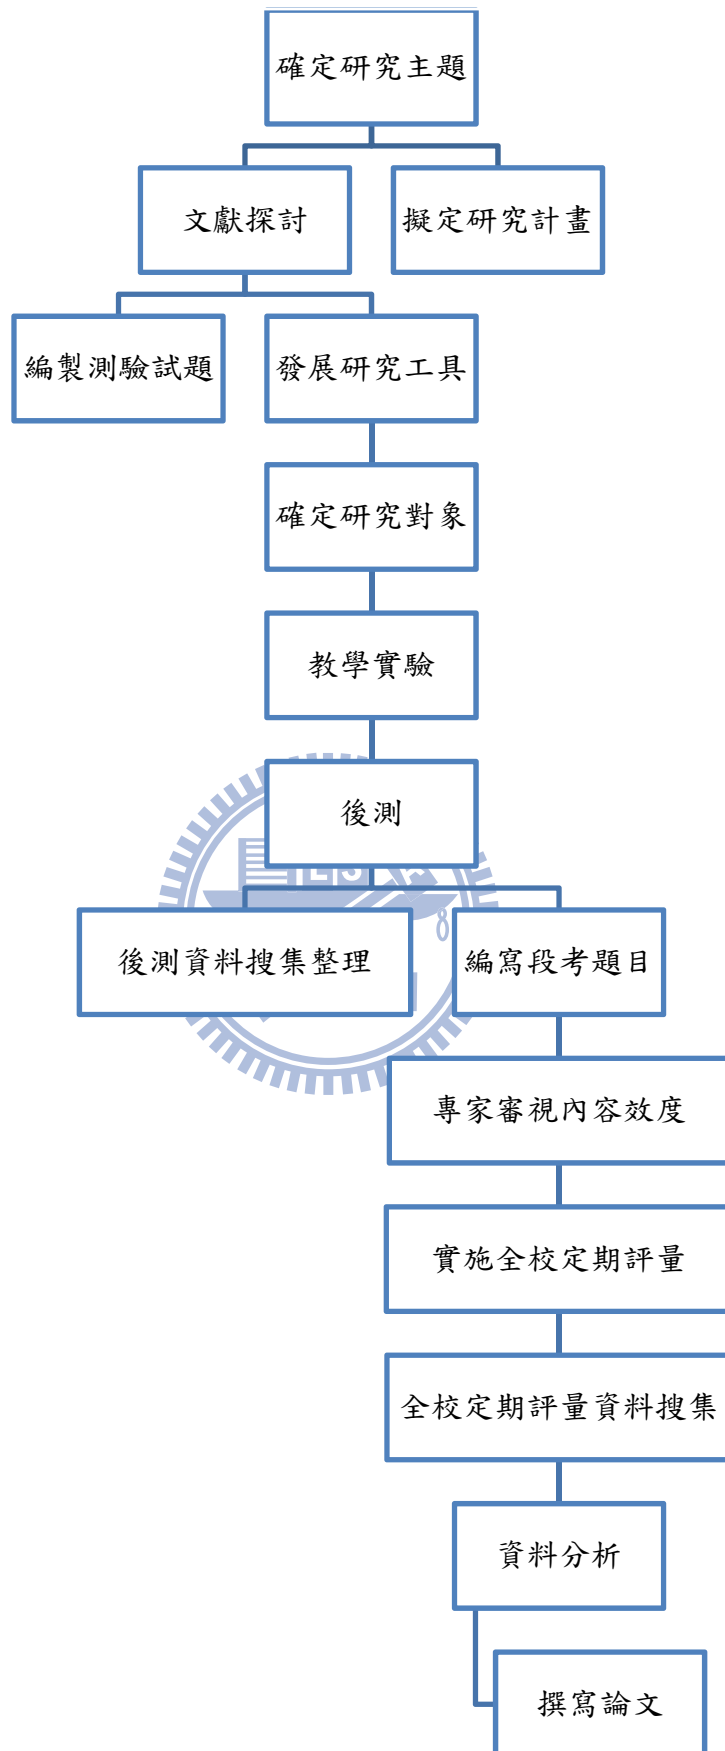 確定研究主題
文獻探討
擬定研究計畫
編製測驗試題
發展研究工具
確定研究對象
教學實驗
後測
後測資料搜集整理
編寫段考題目
專家審視內容效度
實施全校定期評量
全校定期評量資料搜集
資料分析
撰寫論文